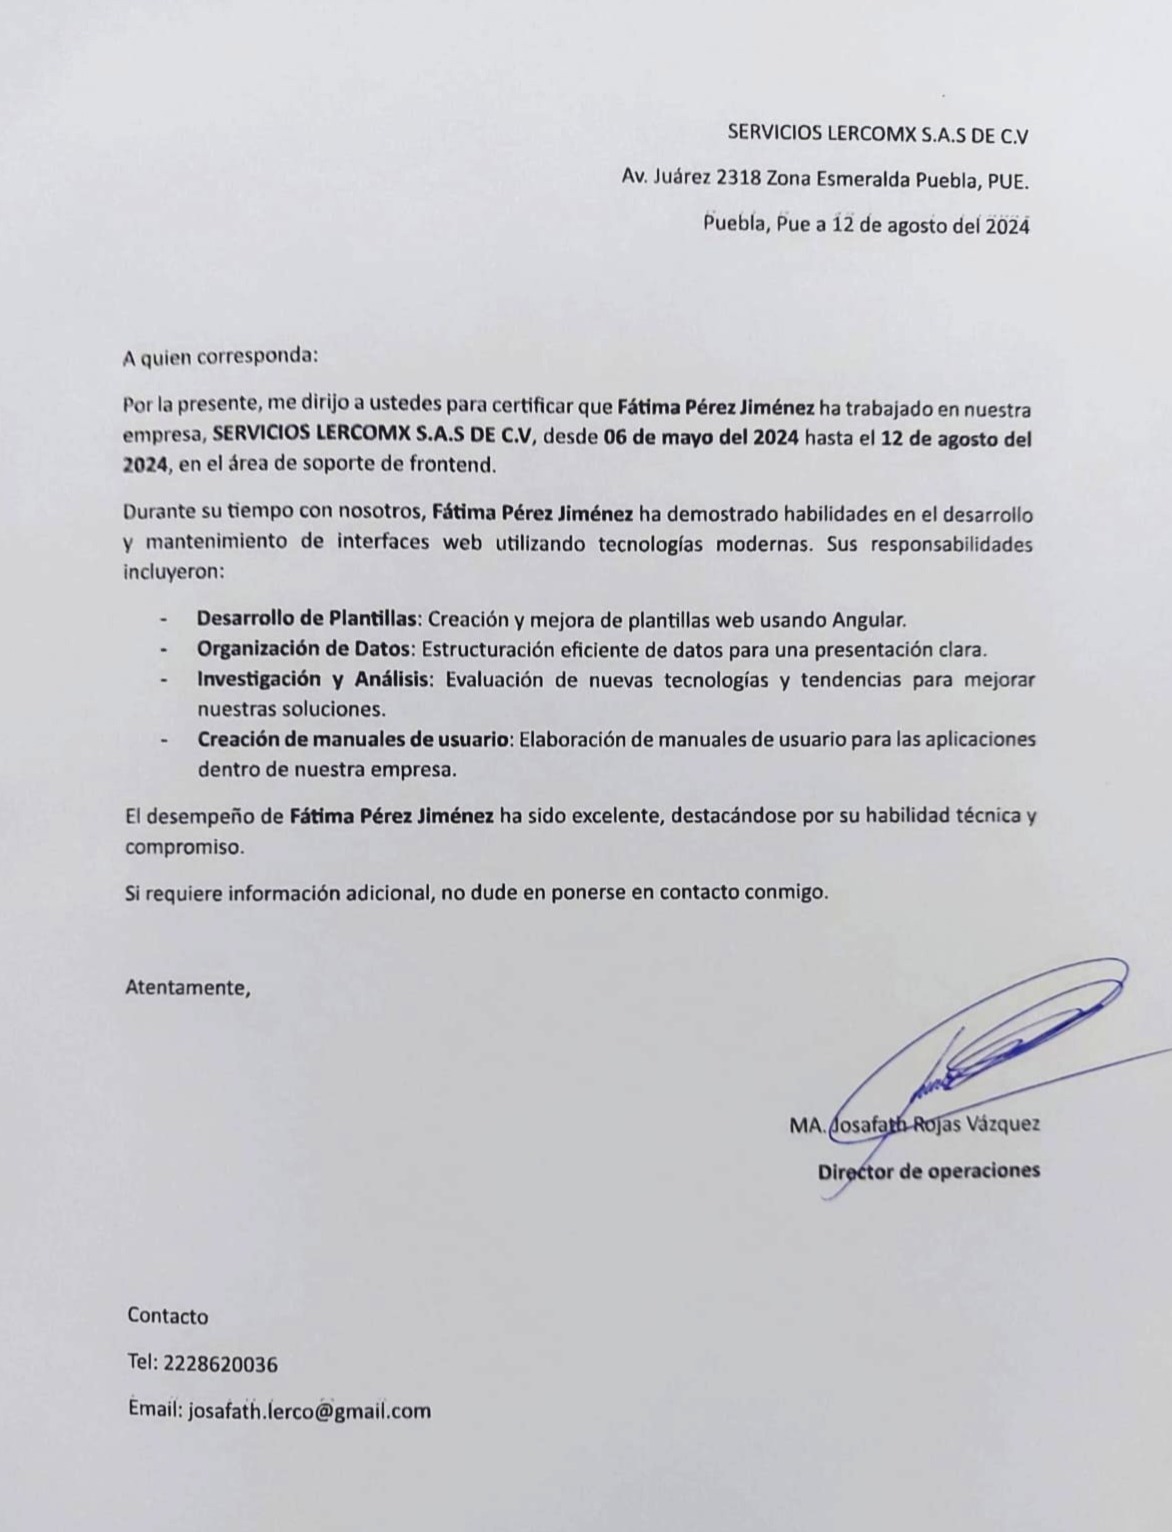 SERVICIOS LERCOMX S.A.S DE C.V
Av. Juárez 2318 Zona Esmeralda Puebla, PUE.
Puebla, Pue a 12 de agosto del 2024
A quien corresponda:
Por la presente, me dirijo a ustedes para certificar que Fátima Pérez Jiménez ha trabajado en nuestra
empresa, SERVICIOS LERCOMX S.A.S DE C.V, desde 06 de mayo del 2024 hasta el 12 de agosto del
2024, en el área de soporte de frontend.
Durante su tiempo con nosotros, Fátima Pérez Jiménez ha demostrado habilidades en el desarrollo
y mantenimiento de interfaces web utilizando tecnologías modernas. Sus responsabilidades
incluyeron:
- Desarrollo de Plantillas: Creación y mejora de plantillas web usando Angular.
- Organización de Datos: Estructuración eficiente de datos para una presentación clara.
- Investigación y Análisis: Evaluación de nuevas tecnologías y tendencias para mejorar
nuestras soluciones.
- Creación de manuales de usuario: Elaboración de manuales de usuario para las aplicaciones
dentro de nuestra empresa.
El desempeño de Fátima Pérez Jiménez ha sido excelente, destacándose por su habilidad técnica y
compromiso.
Si requiere información adicional, no dude en ponerse en contacto conmigo.
Atentamente,
MA. Josafath Rojas Vázquez
Director de operaciones
Contacto
Tel: 2228620036
Email: josafath.lerco@gmail.com